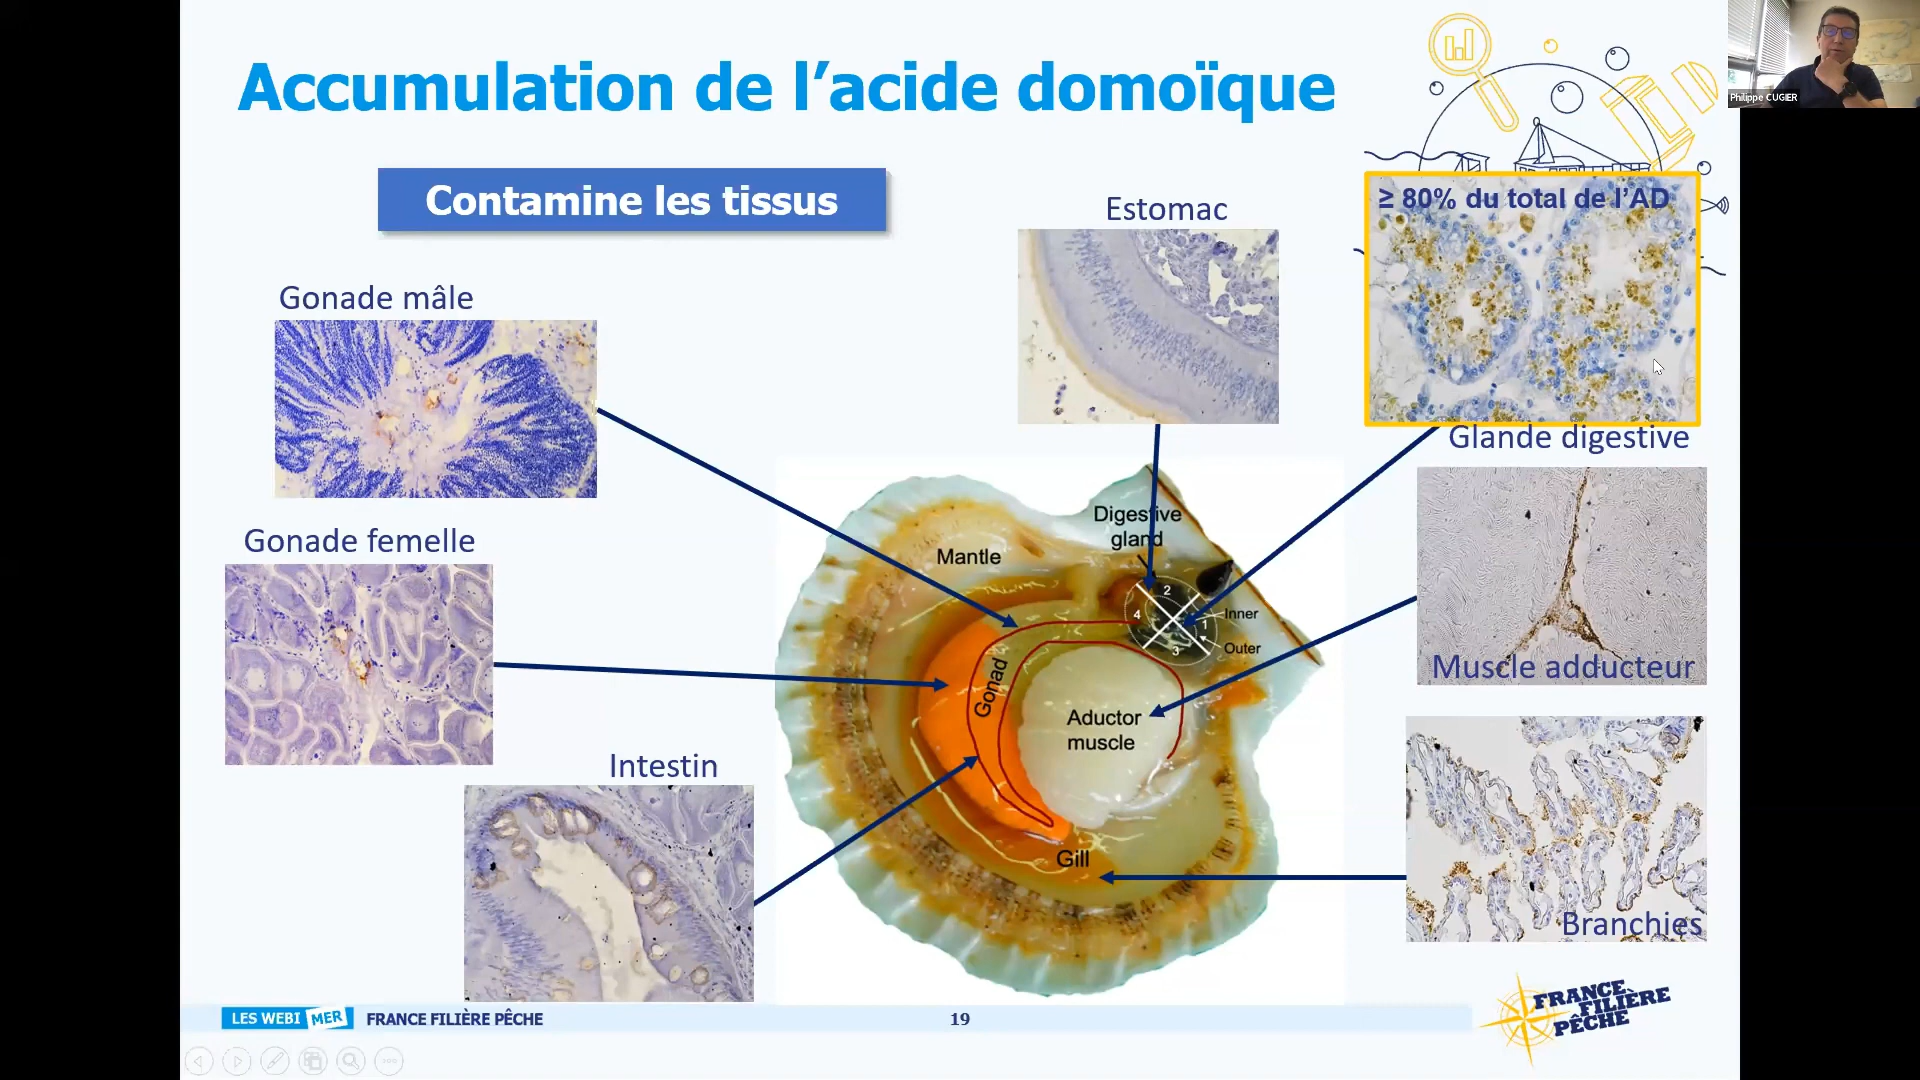 Accumulation de l’acide domoïque
Philippe CUGIER
Contamine les tissus
Estomac
≥ 80% du total de l’AD
Gonade mâle
Glande digestive
Digestive
gland
Mantle
Gonade femelle
2
4
1
3
Inner
Outer
Muscle adducteur
Gonad
Aductor
muscle
Intestin
Gill
Branchies
LES WEBI MER FRANCE FILIÈRE PÊCHE
19
FRANCE
FILIÈRE
PÊCHE